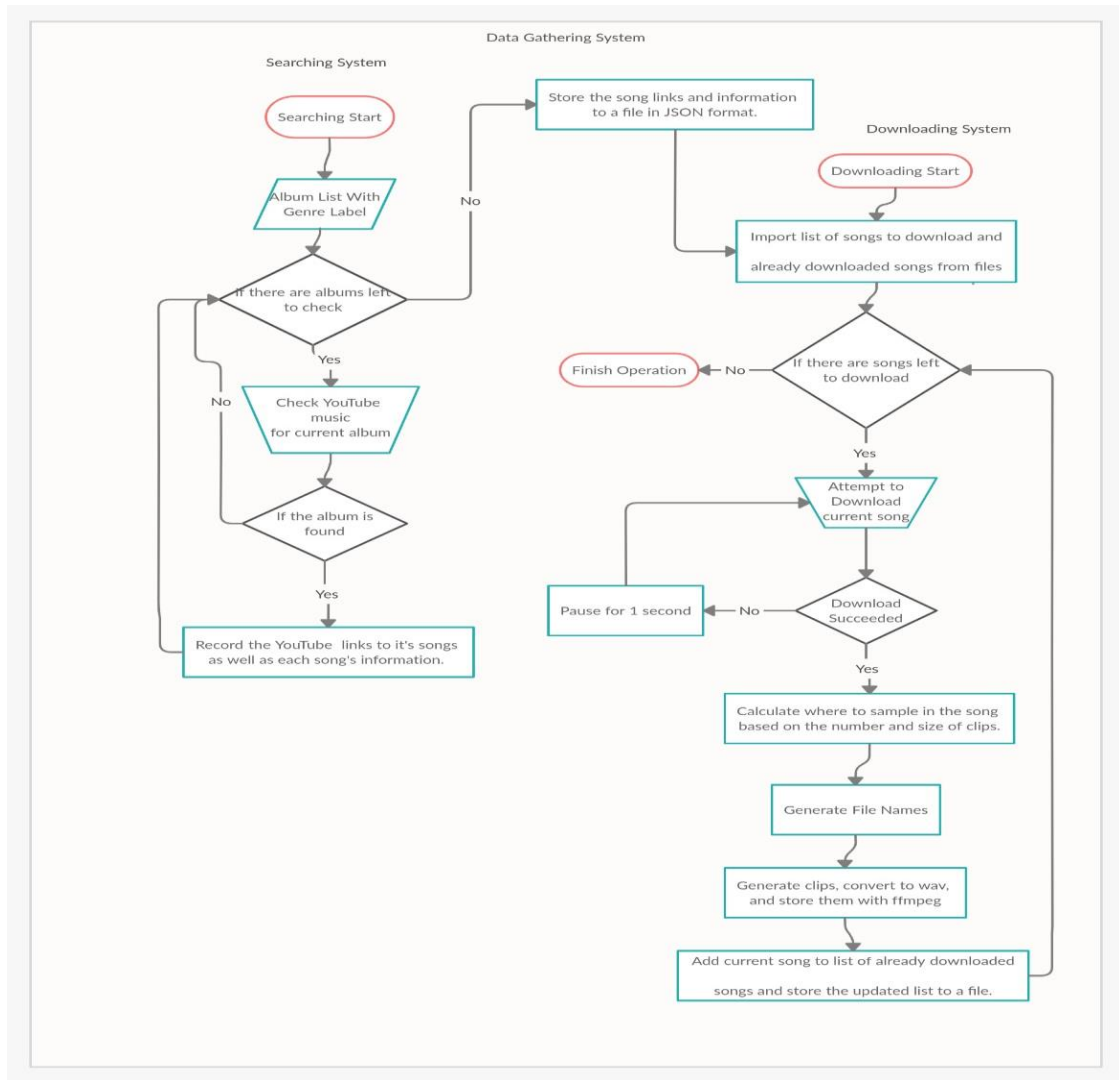 Data Gathering System
Searching System
Searching Start
Album List With
Genre Label
If there are albums left
to check
Yes
No
Check YouTube
music
for current album
No
If the album is
found
Yes
Record the YouTube links to it's songs
as well as each song's information.
Store the song links and information
to a file in JSON format.
Downloading System
Downloading Start
Import list of songs to download and
already downloaded songs from files
If there are songs left
to download
No
Finish Operation
Yes
Attempt to
Download
current song
Download
Succeeded
No
Pause for 1 second
Yes
Calculate where to sample in the song
based on the number and size of clips.
Generate File Names
Generate clips, convert to wav,
and store them with ffmpeg
Add current song to list of already downloaded
songs and store the updated list to a file.